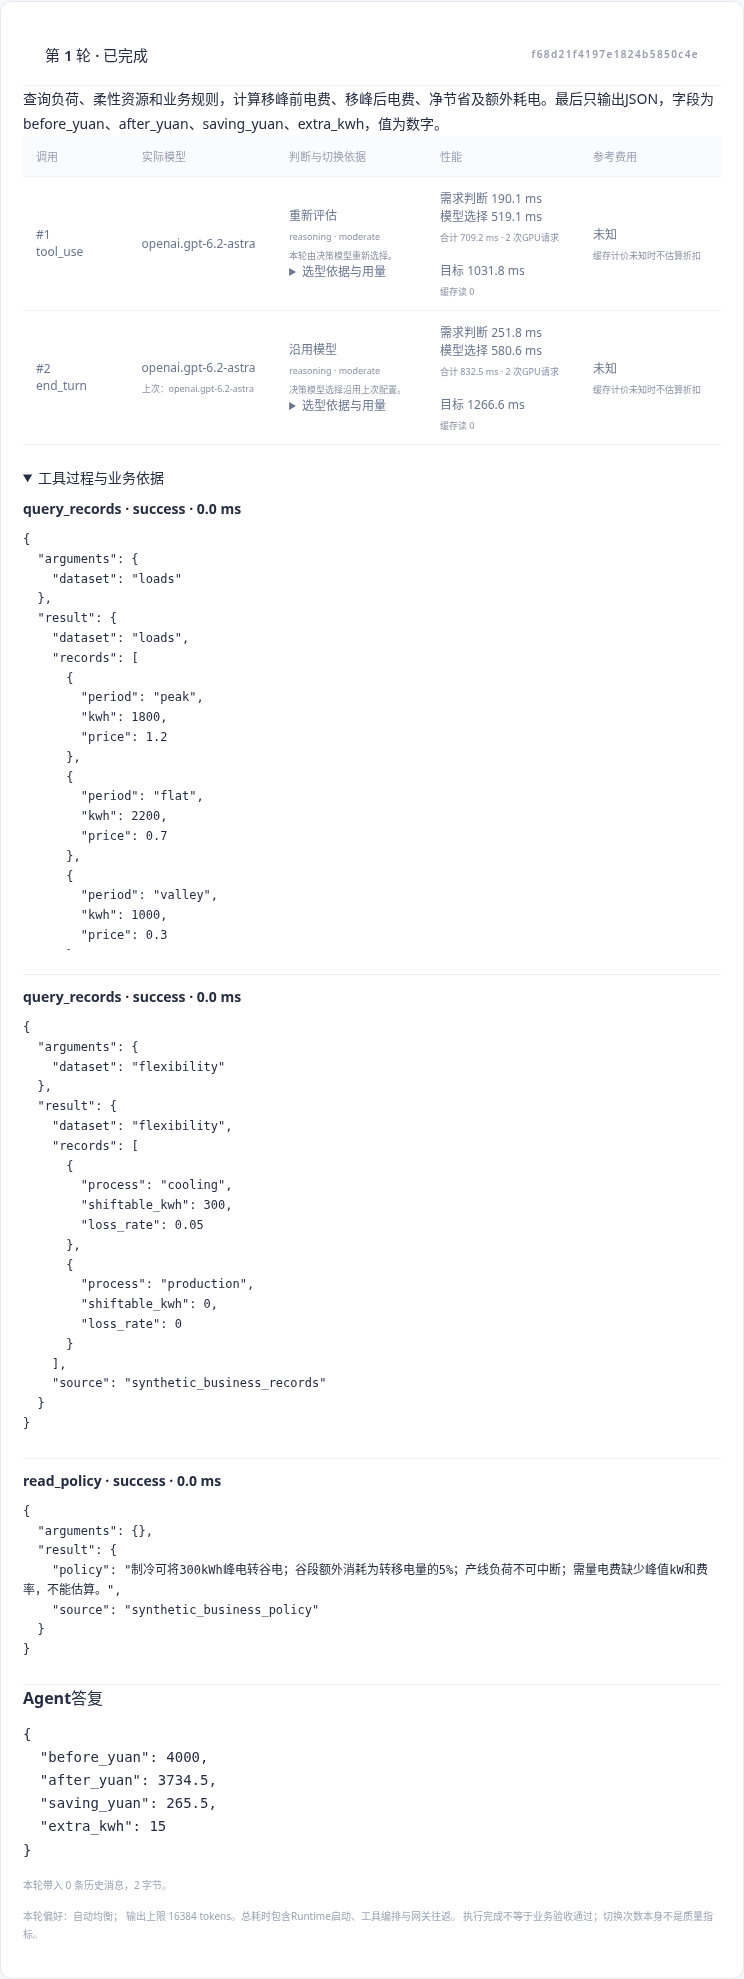 第 1 轮 · 已完成
f68d21f4197e1824b5850c4e
查询负荷、柔性资源和业务规则，计算移峰前电费、移峰后电费、净节省及额外耗电。最后只输出JSON，字段为
before_yuan、after_yuan、saving_yuan、extra_kwh，值为数字。
调用 实际模型 判断与切换依据 性能 参考费用
#1
tool_use
openai.gpt-6.2-astra
重新评估
reasoning · moderate
本轮由决策模型重新选择。
▶ 选型依据与用量
需求判断 190.1 ms
模型选择 519.1 ms
合计 709.2 ms · 2 次GPU请求
目标 1031.8 ms
缓存读 0
未知
缓存计价未知时不估算折扣
#2
end_turn
openai.gpt-6.2-astra
上次：openai.gpt-6.2-astra
沿用模型
reasoning · moderate
决策模型选择沿用上次配置。
▶ 选型依据与用量
需求判断 251.8 ms
模型选择 580.6 ms
合计 832.5 ms · 2 次GPU请求
目标 1266.6 ms
缓存读 0
未知
缓存计价未知时不估算折扣
▼ 工具过程与业务依据
query_records · success · 0.0 ms
{
  "arguments": {
    "dataset": "loads"
  },
  "result": {
    "dataset": "loads",
    "records": [
      {
        "period": "peak",
        "kwh": 1800,
        "price": 1.2
      },
      {
        "period": "flat",
        "kwh": 2200,
        "price": 0.7
      },
      {
        "period": "valley",
        "kwh": 1000,
        "price": 0.3
query_records · success · 0.0 ms
{
  "arguments": {
    "dataset": "flexibility"
  },
  "result": {
    "dataset": "flexibility",
    "records": [
      {
        "process": "cooling",
        "shiftable_kwh": 300,
        "loss_rate": 0.05
      },
      {
        "process": "production",
        "shiftable_kwh": 0,
        "loss_rate": 0
      }
    ],
    "source": "synthetic_business_records"
  }
}
read_policy · success · 0.0 ms
{
  "arguments": {},
  "result": {
    "policy": "制冷可将300kWh峰电转谷电；谷段额外消耗为转移电量的5%；产线负荷不可中断；需量电费缺少峰值kW和费
率，不能估算。",
    "source": "synthetic_business_policy"
  }
}
Agent答复
{
  "before_yuan": 4000,
  "after_yuan": 3734.5,
  "saving_yuan": 265.5,
  "extra_kwh": 15
}
本轮带入 0 条历史消息，2 字节。
本轮偏好：自动均衡； 输出上限 16384 tokens。总耗时包含Runtime启动、工具编排与网关往返。 执行完成不等于业务验收通过；切换次数本身不是质量指
标。